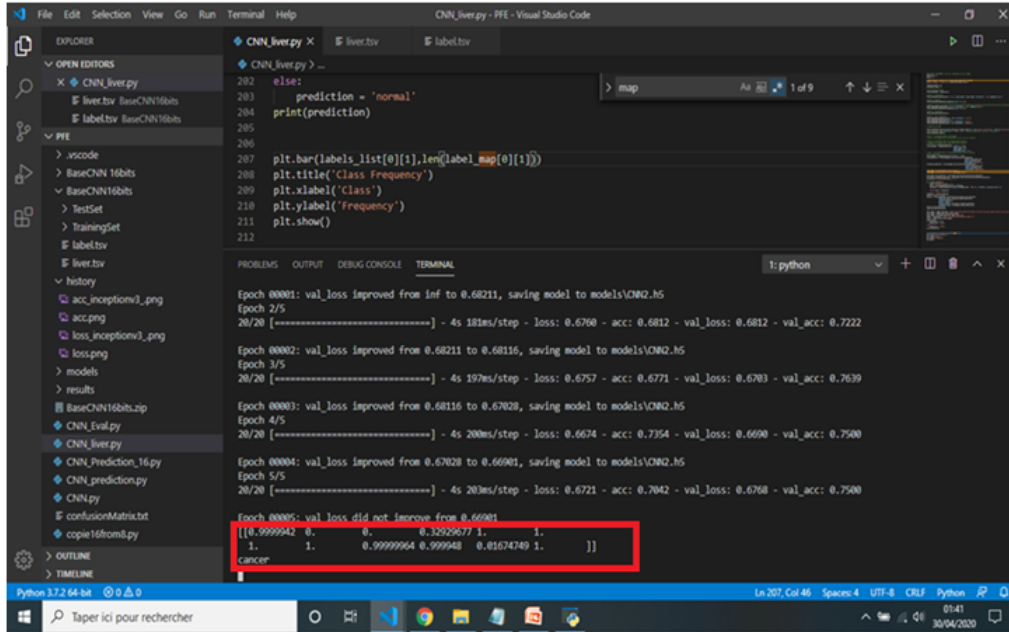 File Edit Selection View Go Run Terminal Help
CNN_liver.py - PFE - Visual Studio Code
EXPLORER
OPEN EDITORS
CNN_liver.py
liver.tsv BaseCNN16bits
label.tsv BaseCNN16bits
PFE
.vscode
BaseCNN 16bits
BaseCNN16bits
TestSet
TrainingSet
label.tsv
liver.tsv
history
acc_inceptionv3_.png
acc.png
loss_inceptionv3_.png
loss.png
models
results
BaseCNN16bits.zip
CNN_Eval.py
CNN_liver.py
CNN_Prediction_16.py
CNN_prediction.py
CNN.py
confusionMatrix.txt
copie16from8.py
OUTLINE
TIMELINE
CNN_liver.py liver.tsv label.tsv
CNN_liver.py > ...
map Aa 1 of 9
202 else:
203 prediction = 'normal'
204 print(prediction)
205
206
207 plt.bar(labels_list[0][1],len(label_map[0][1]))
208 plt.title('Class Frequency')
209 plt.xlabel('Class')
210 plt.ylabel('Frequency')
211 plt.show()
212
PROBLEMS OUTPUT DEBUG CONSOLE TERMINAL 1: python
Epoch 00001: val_loss improved from inf to 0.68211, saving model to models\CNN2.h5
Epoch 2/5
20/20 [==============================] - 4s 181ms/step - loss: 0.6760 - acc: 0.6812 - val_loss: 0.6812 - val_acc: 0.7222
Epoch 00002: val_loss improved from 0.68211 to 0.68116, saving model to models\CNN2.h5
Epoch 3/5
20/20 [==============================] - 4s 197ms/step - loss: 0.6757 - acc: 0.6771 - val_loss: 0.6703 - val_acc: 0.7639
Epoch 00003: val_loss improved from 0.68116 to 0.67028, saving model to models\CNN2.h5
Epoch 4/5
20/20 [==============================] - 4s 200ms/step - loss: 0.6674 - acc: 0.7354 - val_loss: 0.6690 - val_acc: 0.7500
Epoch 00004: val_loss improved from 0.67028 to 0.66901, saving model to models\CNN2.h5
Epoch 5/5
20/20 [==============================] - 4s 203ms/step - loss: 0.6721 - acc: 0.7042 - val_loss: 0.6768 - val_acc: 0.7500
Epoch 00005: val_loss did not improve from 0.66901
[[0.9999942 0. 0. 0.32929677 1. 1.
1. 1. 0.99999964 0.999948 0.01674749 1. ]]
cancer
Python 3.7.2 64-bit 0 0 Ln 207, Col 46 Spaces: 4 UTF-8 CRLF Python
Taper ici pour rechercher
01:41
30/04/2020